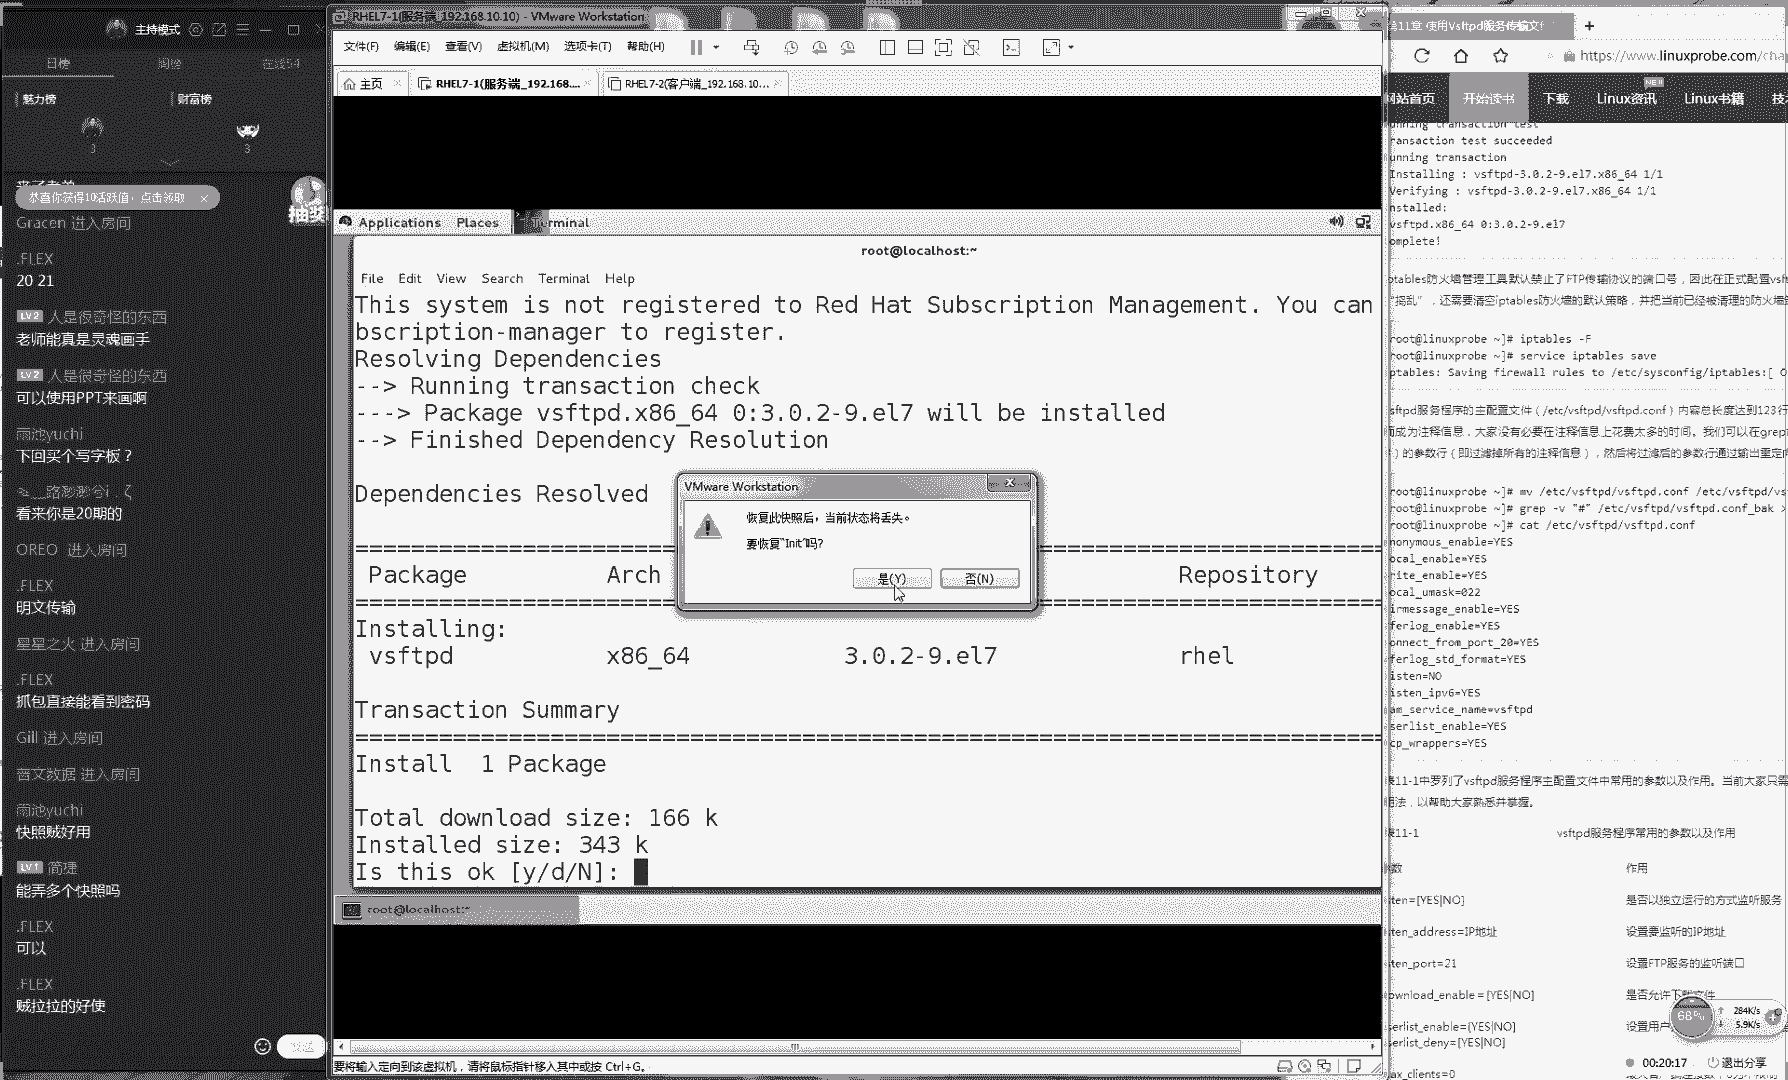 主持模式
日榜 周榜 在线54
魅力榜 财富榜
3 3
恭喜你获得10活跃值，点击领取 ×
抽奖
Gracen 进入房间
.FLEX
20 21
LV2 人是很奇怪的东西
老师能真是灵魂画手
LV2 人是很奇怪的东西
可以使用PPT来画啊
雨池yuchi
下回买个写字板？
看来你是20期的
OREO 进入房间
.FLEX
明文传输
星星之火 进入房间
.FLEX
抓包直接能看到密码
Gill 进入房间
数据 进入房间
雨池yuchi
快照贼好用
LV1 简捷
能弄多个快照吗
.FLEX
可以
.FLEX
贼拉拉的好使
发送
RHEL7-1(服务端_192.168.10.10) - VMware Workstation
文件(F) 编辑(E) 查看(V) 虚拟机(M) 选项卡(T) 帮助(H)
主页 × RHEL7-1(服务端_192.168.... × RHEL7-2(客户端_192.168.10... ×
Applications Places Terminal
root@localhost:~
File Edit View Search Terminal Help
This system is not registered to Red Hat Subscription Management. You can
bscription-manager to register.
Resolving Dependencies
--> Running transaction check
---> Package vsftpd.x86_64 0:3.0.2-9.el7 will be installed
--> Finished Dependency Resolution
Dependencies Resolved
Package Arch Repository
Installing:
vsftpd x86_64 3.0.2-9.el7 rhel
Transaction Summary
Install 1 Package
Total download size: 166 k
Installed size: 343 k
Is this ok [y/d/N]:
VMware Workstation
恢复此快照后，当前状态将丢失。
要恢复“Init”吗?
是(Y) 否(N)
root@localhost:~
要将输入定向到该虚拟机，请将鼠标指针移入其中或按 Ctrl+G。
第11章 使用Vsftpd服务传输文
https://www.linuxprobe.com/cha
网站首页 开始读书 下载 Linux资讯 Linux书籍 技
unning transaction test
ransaction test succeeded
unning transaction
Installing : vsftpd-3.0.2-9.el7.x86_64 1/1
Verifying : vsftpd-3.0.2-9.el7.x86_64 1/1
nstalled:
vsftpd.x86_64 0:3.0.2-9.el7
omplete!
ptables防火墙管理工具默认禁止了FTP传输协议的端口号，因此在正式配置vsft
“捣乱”，还需要清空iptables防火墙的默认策略，并把当前已经被清理的防火墙
root@linuxprobe ~]# iptables -F
root@linuxprobe ~]# service iptables save
ptables: Saving firewall rules to /etc/sysconfig/iptables:[ O
sftpd服务程序的主配置文件（/etc/vsftpd/vsftpd.conf）内容总长度达到123行
而成为注释信息，大家没有必要在注释信息上花费太多的时间。我们可以在grep
）的参数行（即过滤掉所有的注释信息），然后将过滤后的参数行通过输出重定向
root@linuxprobe ~]# mv /etc/vsftpd/vsftpd.conf /etc/vsftpd/vs
root@linuxprobe ~]# grep -v "#" /etc/vsftpd/vsftpd.conf_bak >
root@linuxprobe ~]# cat /etc/vsftpd/vsftpd.conf
nonymous_enable=YES
ocal_enable=YES
rite_enable=YES
ocal_umask=022
irmessage_enable=YES
ferlog_enable=YES
onnect_from_port_20=YES
ferlog_std_format=YES
isten=NO
isten_ipv6=YES
am_service_name=vsftpd
serlist_enable=YES
cp_wrappers=YES
表11-1中罗列了vsftpd服务程序主配置文件中常用的参数以及作用。当前大家只需
用法，以帮助大家熟悉并掌握。
表11-1 vsftpd服务程序常用的参数以及作用
参数 作用
sten=[YES|NO] 是否以独立运行的方式监听服务
sten_address=IP地址 设置要监听的IP地址
sten_port=21 设置FTP服务的监听端口
ownload_enable＝[YES|NO] 是否允许下载文件
serlist_enable=[YES|NO] 设置用户
serlist_deny=[YES|NO]
ax_clients=0
68%
284K/s
5.9K/s
00:20:17 退出分享